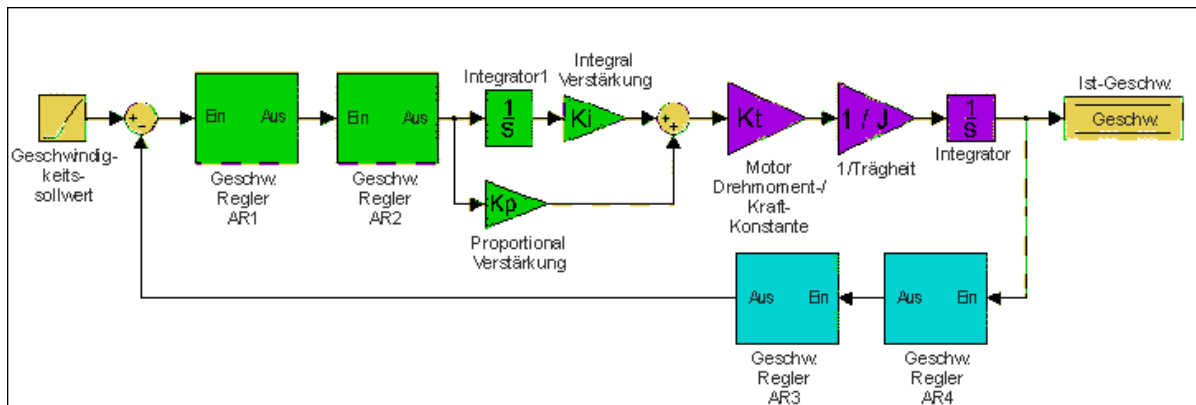 Geschwindig-
keits-
sollwert
+
−
Ein Aus
Geschw.
Regler
AR1
Ein Aus
Geschw.
Regler
AR2
Integrator1
1
s
Integral
Verstärkung
Ki
Kp
Proportional
Verstärkung
+
+
Kt
Motor
Drehmoment-/
Kraft-
Konstante
1 / J
1/Trägheit
1
s
Integrator
Ist-Geschw.
Geschw.
Aus Ein
Geschw.
Regler
AR3
Aus Ein
Geschw.
Regler
AR4